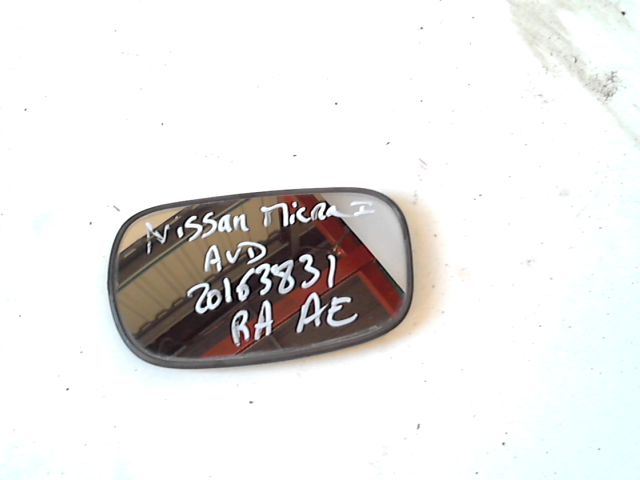 Nissan Micra I
AVD
20163831
RA AE